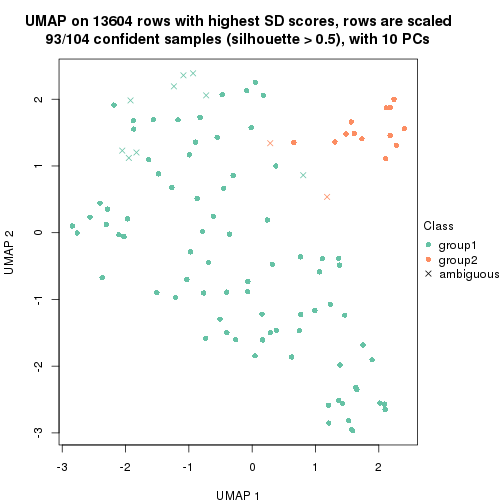 UMAP on 13604 rows with highest SD scores, rows are scaled
93/104 confident samples (silhouette > 0.5), with 10 PCs
2
1
0
-1
-2
-3
UMAP 2
-3
-2
-1
0
1
2
UMAP 1
Class
group1
group2
ambiguous